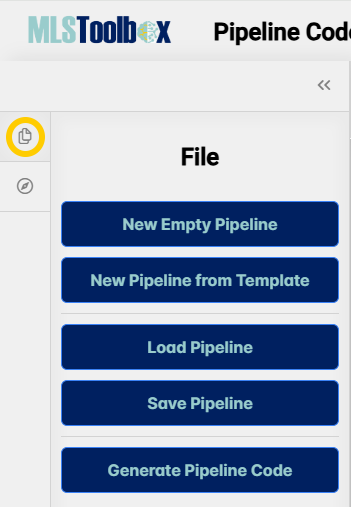 MLSToolbox
Pipeline Code
File
New Empty Pipeline
New Pipeline from Template
Load Pipeline
Save Pipeline
Generate Pipeline Code